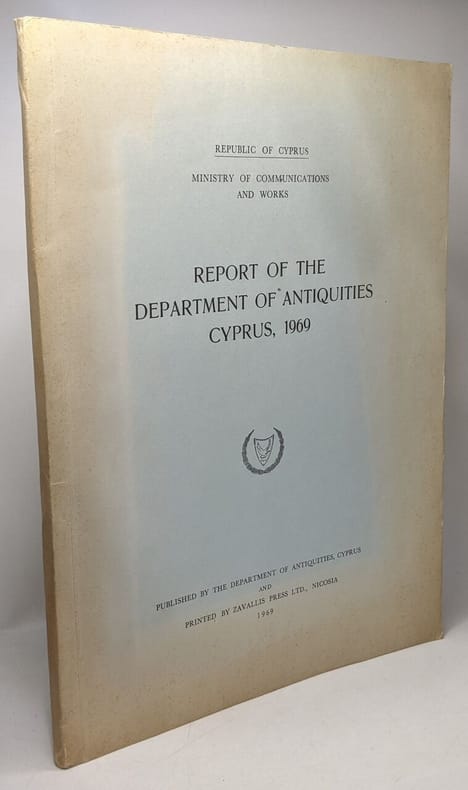 REPUBLIC OF CYPRUS
MINISTRY OF COMMUNICATIONS
AND WORKS
REPORT OF THE
DEPARTMENT OF ANTIQUITIES
CYPRUS, 1969
PUBLISHED BY THE DEPARTMENT OF ANTIQUITIES, CYPRUS
AND
PRINTED BY ZAVALLIS PRESS LTD., NICOSIA
1969